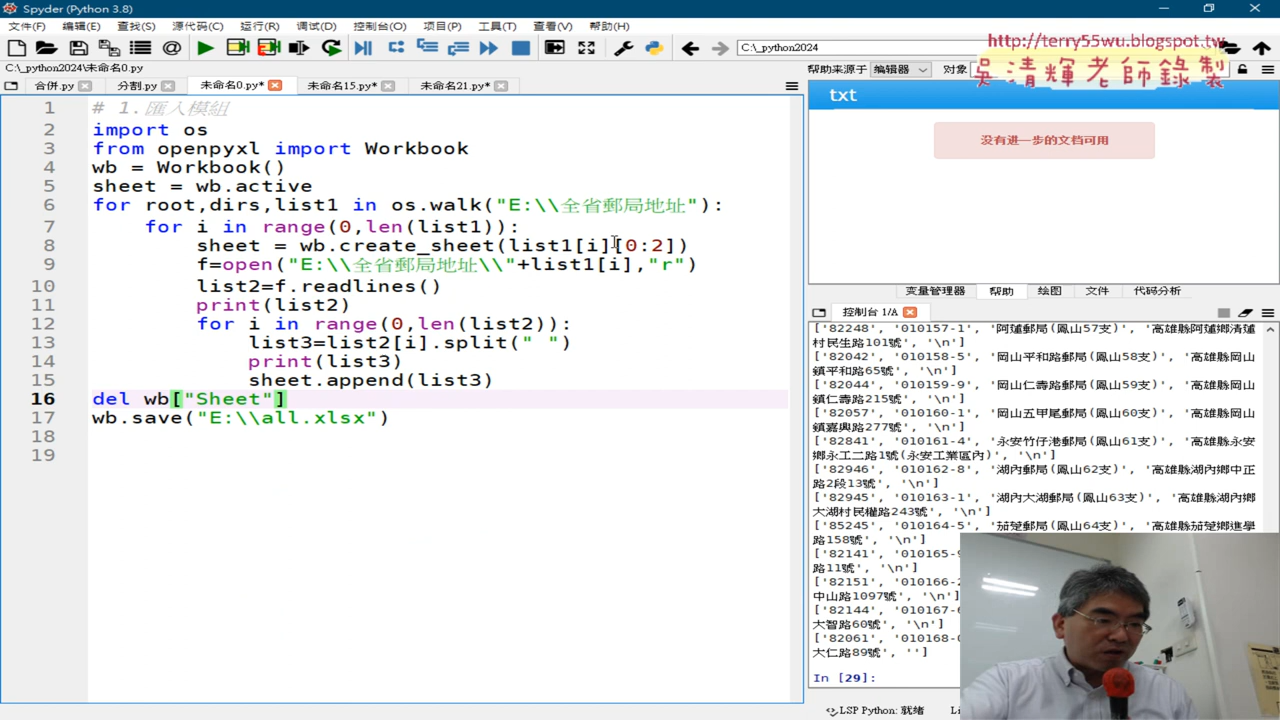 Spyder (Python 3.8)
文件(F) 编辑(E) 查找(S) 源代码(C) 运行(R) 调试(D) 控制台(O) 项目(P) 工具(T) 查看(V) 帮助(H)
C:\_python2024
http://terry55wu.blogspot.tw
吳清輝老師錄製
C:\_python2024\未命名0.py
帮助来源于 编辑器 对象
合併.py 分割.py 未命名0.py* 未命名15.py* 未命名21.py*
txt
没有进一步的文档可用
1 # 1.匯入模組
2 import os
3 from openpyxl import Workbook
4 wb = Workbook()
5 sheet = wb.active
6 for root,dirs,list1 in os.walk("E:\\全省郵局地址"):
7 for i in range(0,len(list1)):
8 sheet = wb.create_sheet(list1[i][0:2])
9 f=open("E:\\全省郵局地址\\"+list1[i],"r")
10 list2=f.readlines()
11 print(list2)
12 for i in range(0,len(list2)):
13 list3=list2[i].split(" ")
14 print(list3)
15 sheet.append(list3)
16 del wb["Sheet"]
17 wb.save("E:\\all.xlsx")
18
19
变量管理器 帮助 绘图 文件 代码分析
控制台 1/A
['82248', '010157-1', '阿蓮郵局(鳳山57支)', '高雄縣阿蓮鄉清蓮
村民生路101號', '\n']
['82042', '010158-5', '岡山平和路郵局(鳳山58支)', '高雄縣岡山
鎮平和路65號', '\n']
['82044', '010159-9', '岡山仁壽路郵局(鳳山59支)', '高雄縣岡山
鎮仁壽路215號', '\n']
['82057', '010160-1', '岡山五甲尾郵局(鳳山60支)', '高雄縣岡山
鎮嘉興路277號', '\n']
['82841', '010161-4', '永安竹仔港郵局(鳳山61支)', '高雄縣永安
鄉永工二路1號(永安工業區內)', '\n']
['82946', '010162-8', '湖內郵局(鳳山62支)', '高雄縣湖內鄉中正
路2段13號', '\n']
['82945', '010163-1', '湖內大湖郵局(鳳山63支)', '高雄縣湖內鄉
大湖村民權路243號', '\n']
['85245', '010164-5', '茄萣郵局(鳳山64支)', '高雄縣茄萣鄉進學
路158號', '\n']
['82141', '010165-9
路11號', '\n']
['82151', '010166-2
中山路1097號', '\n']
['82144', '010167-6
大智路60號', '\n']
['82061', '010168-0
大仁路89號', '']
In [29]:
LSP Python: 就绪